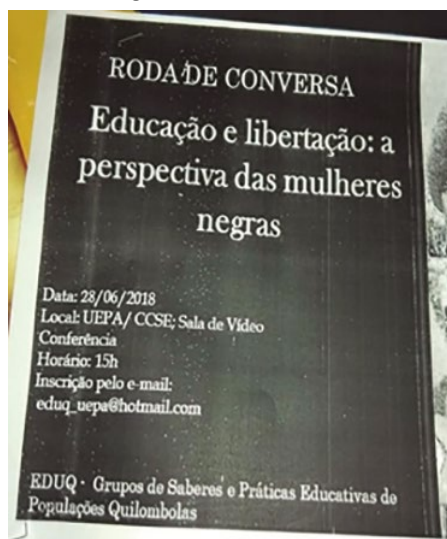 RODA DE CONVERSA
Educação e libertação: a
perspectiva das mulheres
negras
Data: 28/06/2018
Local: UEPA/ CCSE; Sala de Vídeo
Conferência
Horário: 15h
Inscrição pelo e-mail:
eduq_uepa@hotmail.com
EDUQ - Grupos de Saberes e Práticas Educativas de
Populações Quilombolas